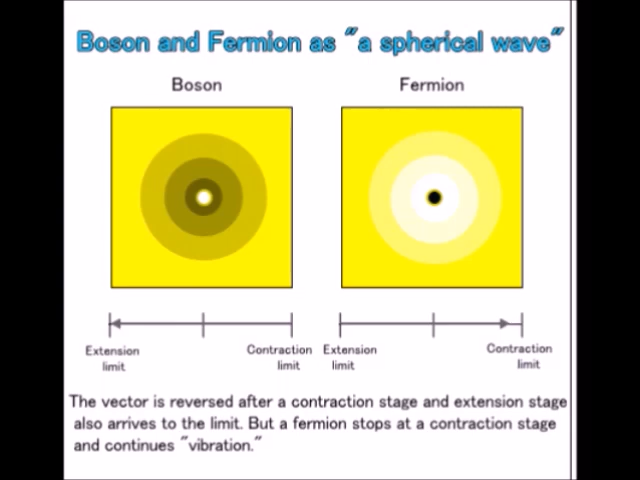 Boson and Fermion as "a spherical wave"
Boson
Fermion
Extension limit
Contraction limit
Extension limit
Contraction limit
The vector is reversed after a contraction stage and extension stage
also arrives to the limit. But a fermion stops at a contraction stage
and continues "vibration."